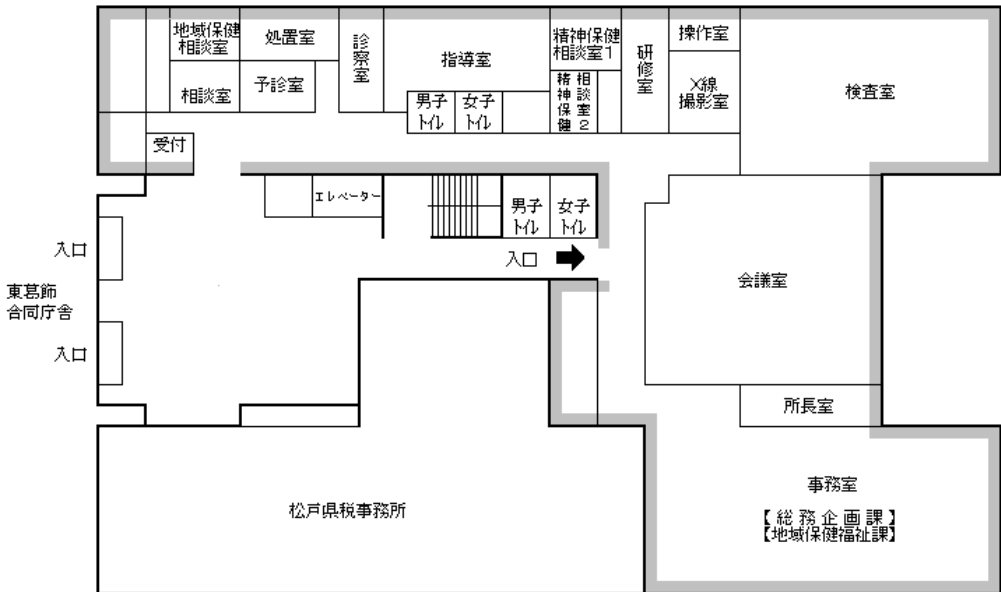 地域保健
相談室
処置室
診察室
指導室
精神保健
相談室1
研修室
操作室
相談室
予診室
男子
トイレ
女子
トイレ
精神保健
相談室2
X線
撮影室
検査室
受付
エレベーター
男子
トイレ
女子
トイレ
入口
入口
会議室
東葛飾
合同庁舎
入口
所長室
松戸県税事務所
事務室
【総務企画課】
【地域保健福祉課】